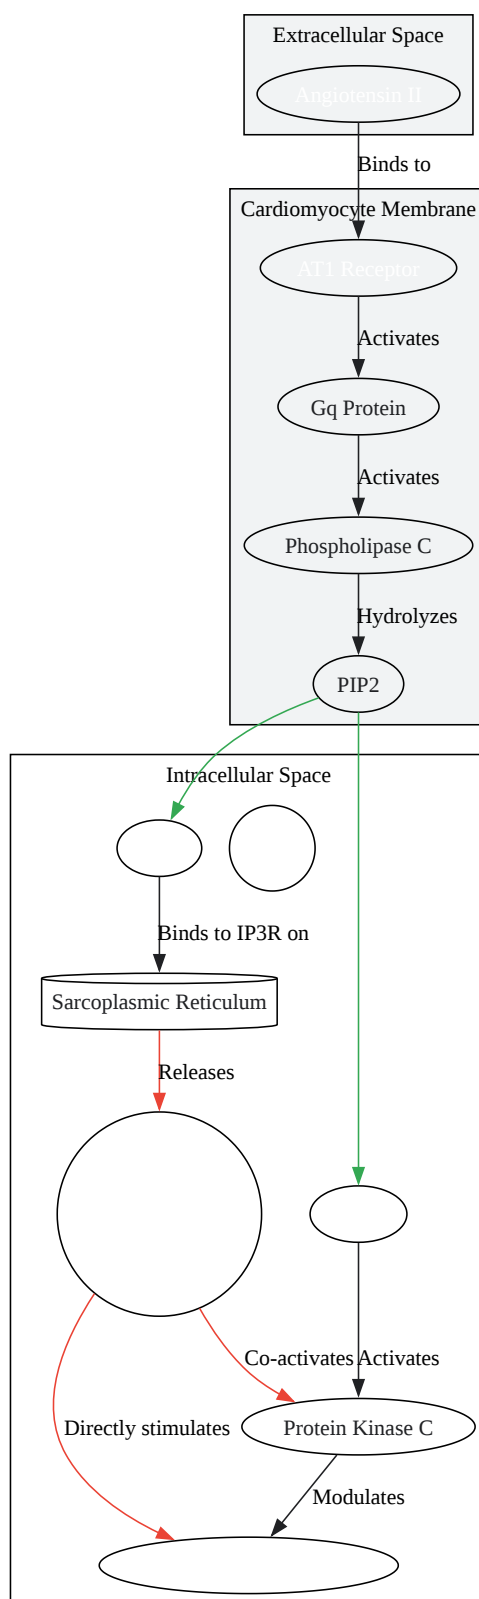 Extracellular Space
Angiotensin II
Binds to
Cardiomyocyte Membrane
AT1 Receptor
Activates
Gq Protein
Activates
Phospholipase C
Hydrolyzes
PIP2
Intracellular Space
Binds to IP3R on
Sarcoplasmic Reticulum
Releases
Co-activates
Activates
Directly stimulates
Protein Kinase C
Modulates